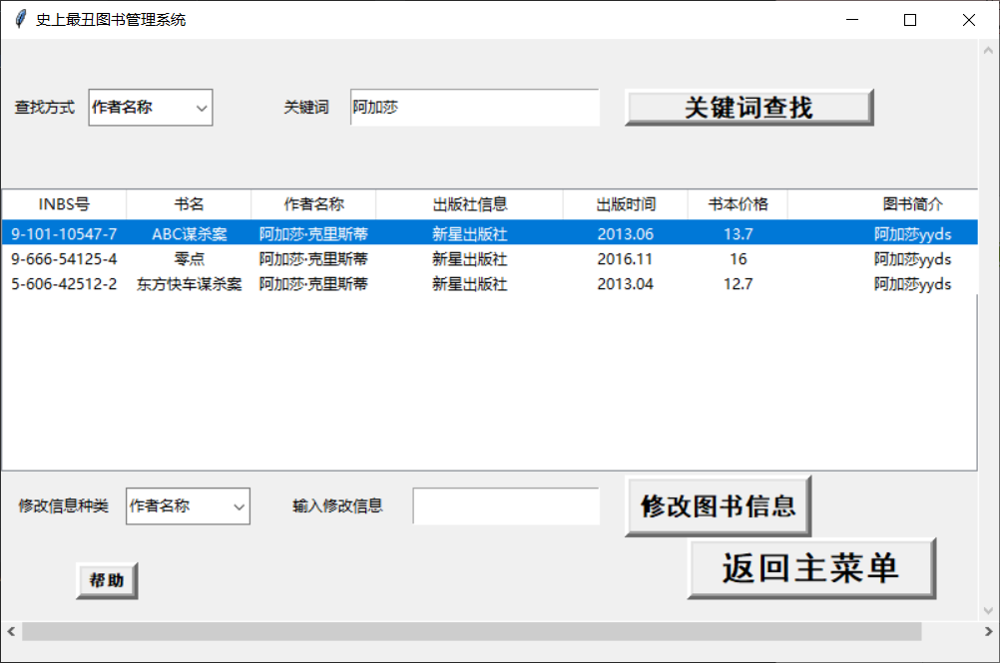 史上最丑图书管理系统
查找方式 作者名称 关键词 阿加莎 关键词查找
INBS号 书名 作者名称 出版社信息 出版时间 书本价格 图书简介
9-101-10547-7 ABC谋杀案 阿加莎·克里斯蒂 新星出版社 2013.06 13.7 阿加莎yyds
9-666-54125-4 零点 阿加莎·克里斯蒂 新星出版社 2016.11 16 阿加莎yyds
5-606-42512-2 东方快车谋杀案 阿加莎·克里斯蒂 新星出版社 2013.04 12.7 阿加莎yyds
修改信息种类 作者名称 输入修改信息 修改图书信息
返回主菜单
帮助